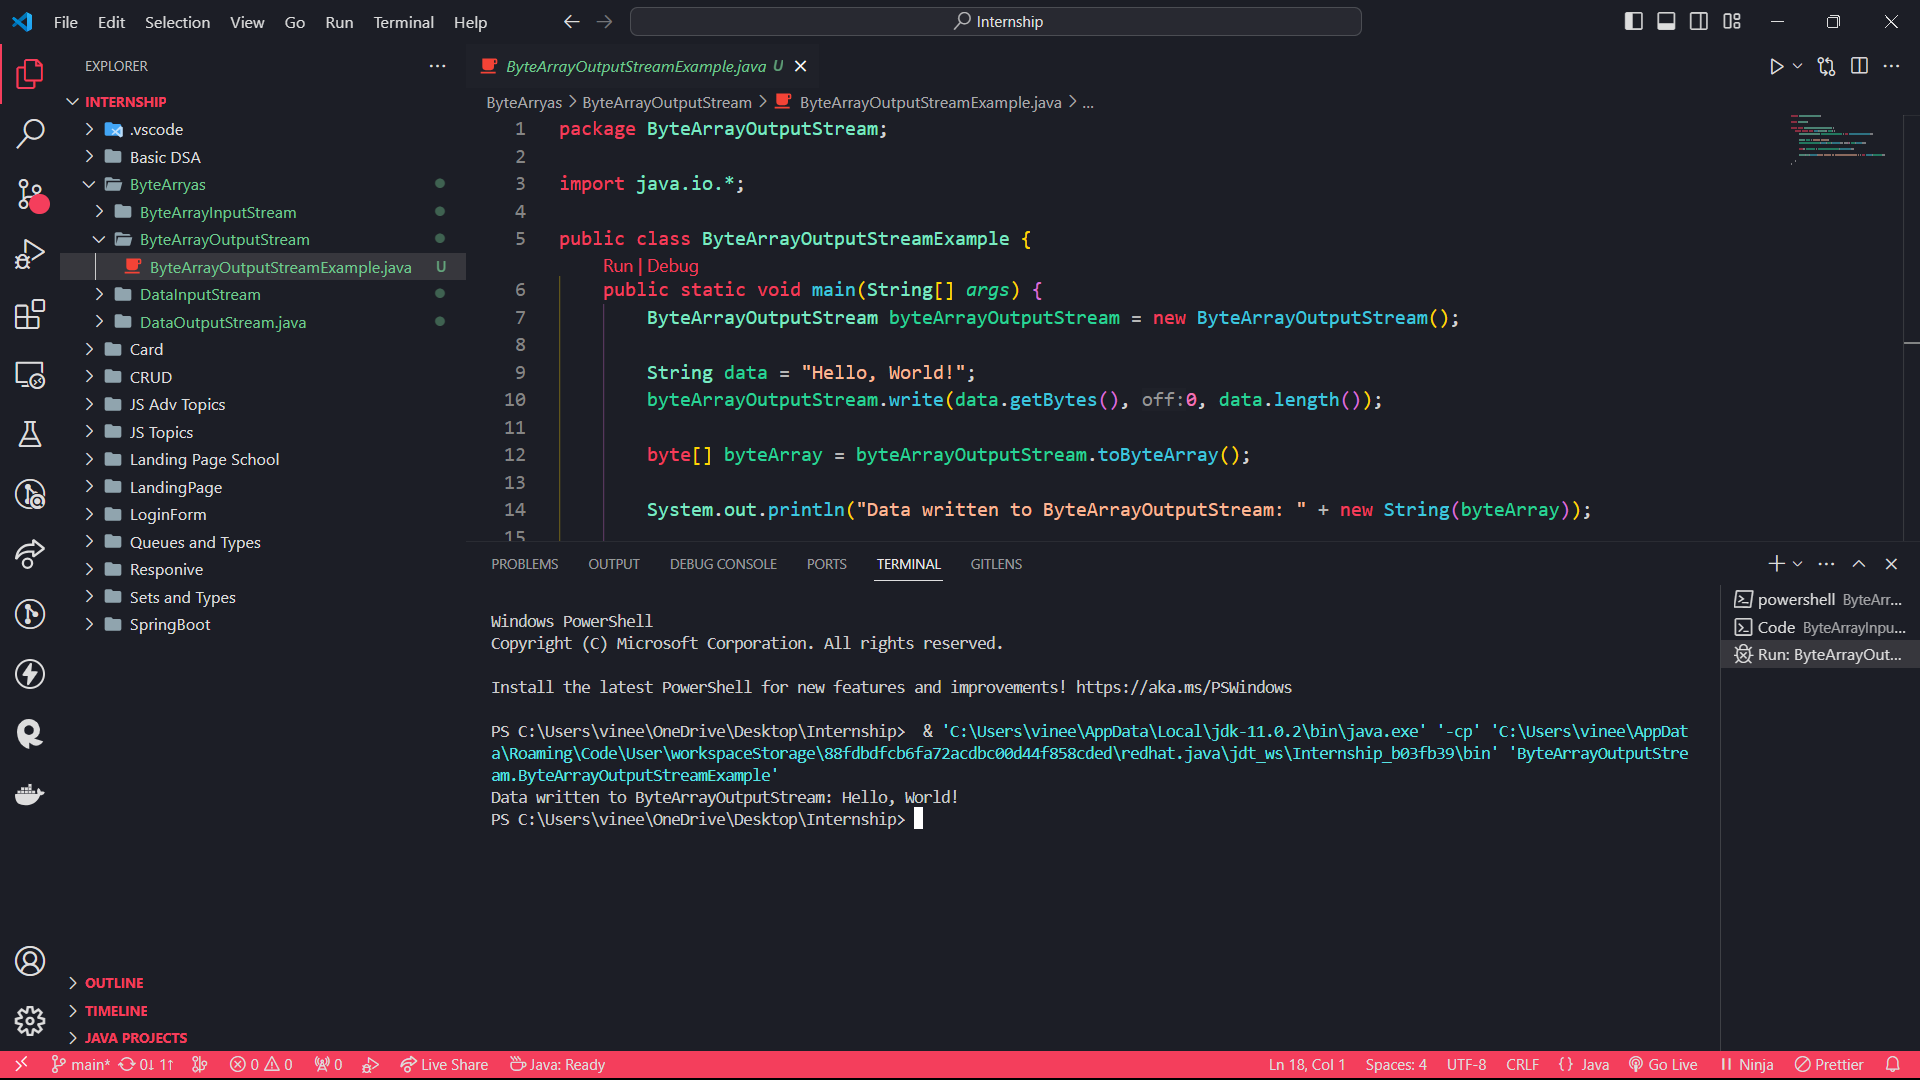 File Edit Selection View Go Run Terminal Help
Internship
EXPLORER
INTERNSHIP
.vscode
Basic DSA
ByteArryas
ByteArrayInputStream
ByteArrayOutputStream
ByteArrayOutputStreamExample.java U
DataInputStream
DataOutputStream.java
Card
CRUD
JS Adv Topics
JS Topics
Landing Page School
LandingPage
LoginForm
Queues and Types
Responive
Sets and Types
SpringBoot
OUTLINE
TIMELINE
JAVA PROJECTS
ByteArrayOutputStreamExample.java U
ByteArryas > ByteArrayOutputStream > ByteArrayOutputStreamExample.java > ...
1 package ByteArrayOutputStream;
2
3 import java.io.*;
4
5 public class ByteArrayOutputStreamExample {
Run | Debug
6 public static void main(String[] args) {
7 ByteArrayOutputStream byteArrayOutputStream = new ByteArrayOutputStream();
8
9 String data = "Hello, World!";
10 byteArrayOutputStream.write(data.getBytes(), off:0, data.length());
11
12 byte[] byteArray = byteArrayOutputStream.toByteArray();
13
14 System.out.println("Data written to ByteArrayOutputStream: " + new String(byteArray));
15
PROBLEMS OUTPUT DEBUG CONSOLE PORTS TERMINAL GITLENS
Windows PowerShell
Copyright (C) Microsoft Corporation. All rights reserved.
Install the latest PowerShell for new features and improvements! https://aka.ms/PSWindows
PS C:\Users\vinee\OneDrive\Desktop\Internship> & 'C:\Users\vinee\AppData\Local\jdk-11.0.2\bin\java.exe' '-cp' 'C:\Users\vinee\AppDat
a\Roaming\Code\User\workspaceStorage\88fdbdfcb6fa72acdbc00d44f858cded\redhat.java\jdt_ws\Internship_b03fb39\bin' 'ByteArrayOutputStre
am.ByteArrayOutputStreamExample'
Data written to ByteArrayOutputStream: Hello, World!
PS C:\Users\vinee\OneDrive\Desktop\Internship>
powershell ByteArr...
Code ByteArrayInpu...
Run: ByteArrayOut...
main* 0↓ 1↑ 0 0 0 Live Share Java: Ready Ln 18, Col 1 Spaces: 4 UTF-8 CRLF {} Java Go Live Ninja Prettier